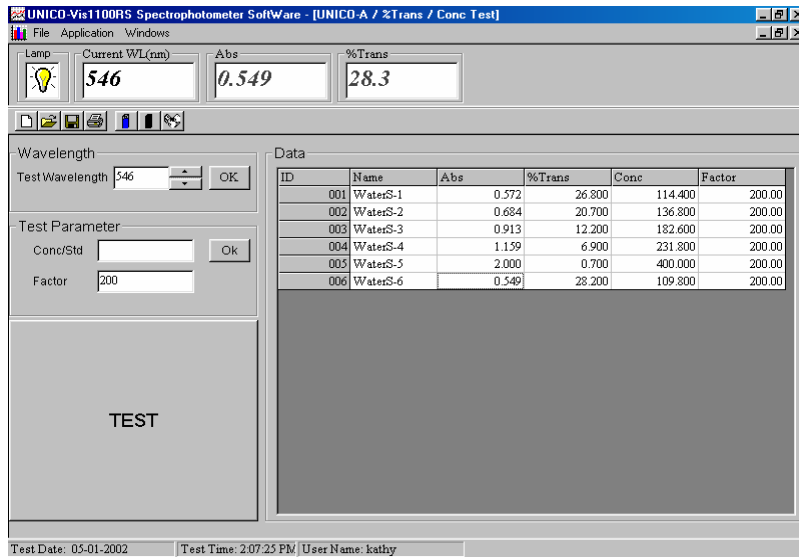 UNICO-Vis1100RS Spectrophotometer SoftWare - [UNICO-A / %Trans / Conc Test]
File Application Windows
Lamp Current WL(nm) Abs %Trans
546 0.549 28.3
Wavelength
Test Wavelength 546 OK
Test Parameter
Conc/Std Ok
Factor 200
TEST
Data
ID Name Abs %Trans Conc Factor
001 WaterS-1 0.572 26.800 114.400 200.00
002 WaterS-2 0.684 20.700 136.800 200.00
003 WaterS-3 0.913 12.200 182.600 200.00
004 WaterS-4 1.159 6.900 231.800 200.00
005 WaterS-5 2.000 0.700 400.000 200.00
006 WaterS-6 0.549 28.200 109.800 200.00
Test Date: 05-01-2002 Test Time: 2:07:25 PM User Name: kathy